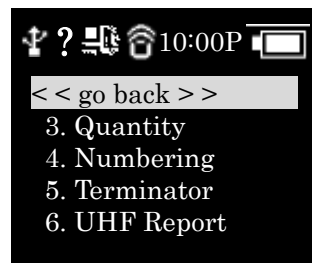 ? 10:00P
< < go back > >
3. Quantity
4. Numbering
5. Terminator
6. UHF Report